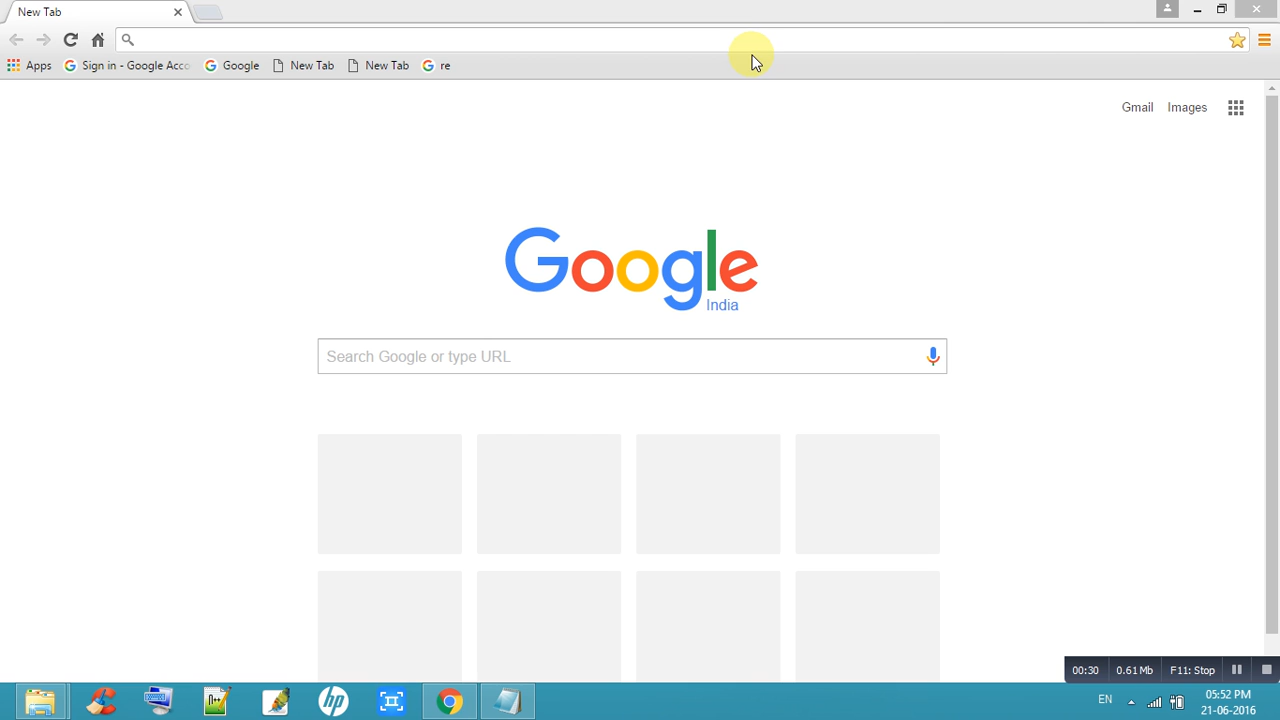 New Tab
Apps Sign in - Google Acco Google New Tab New Tab re
Gmail Images
Google
India
Search Google or type URL
00:30 0.61 Mb F11: Stop
hp
EN
05:52 PM
21-06-2016